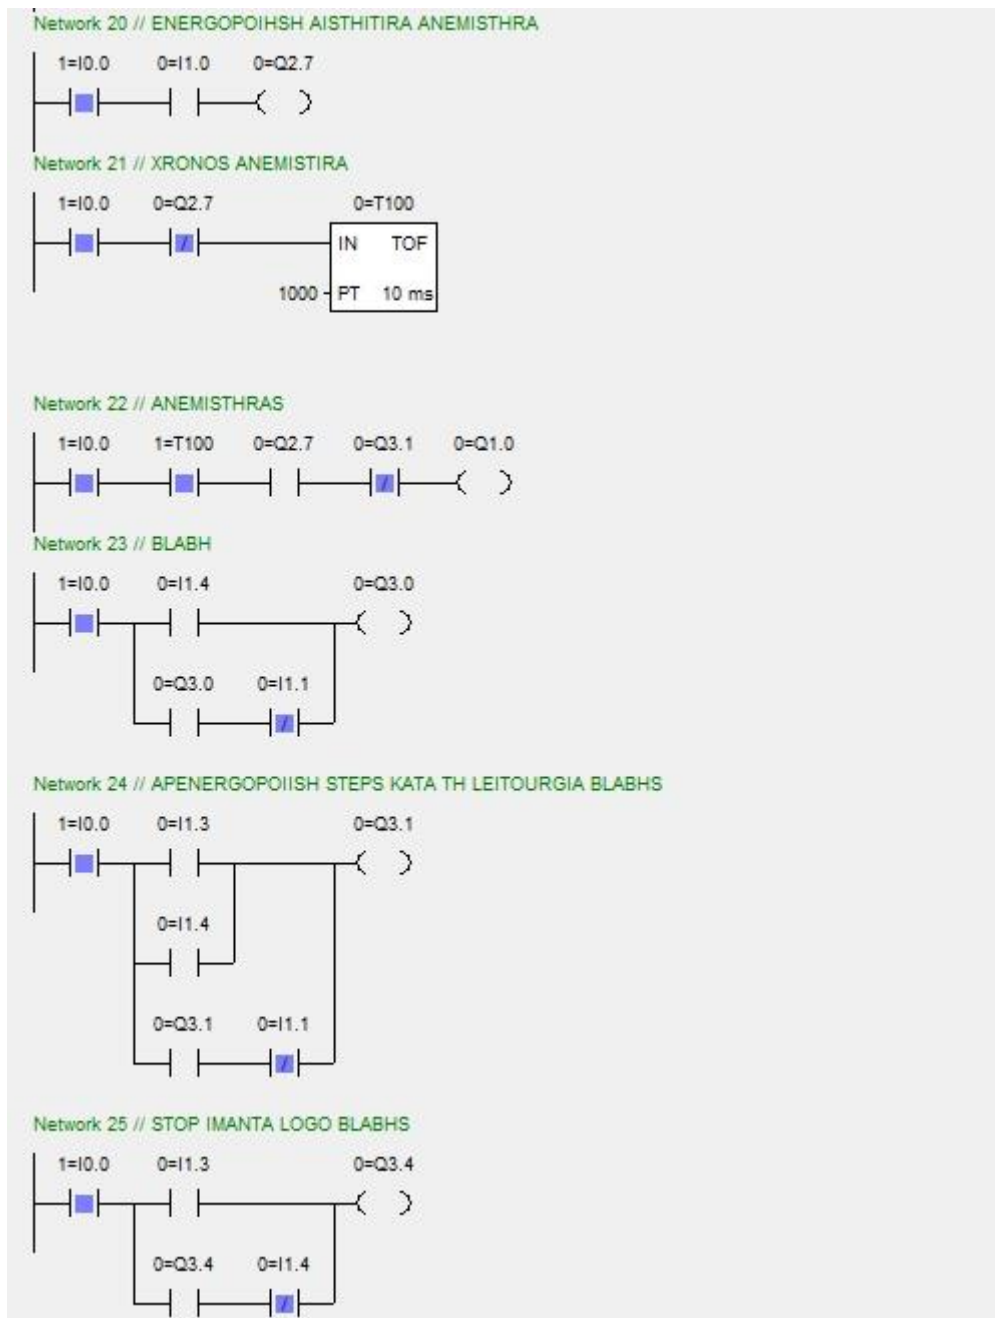 Network 20 // ENERGOPOIHSH AISTHITIRA ANEMISTHRA
1=I0.0 0=I1.0 0=Q2.7
Network 21 // XRONOS ANEMISTIRA
1=I0.0 0=Q2.7 0=T100
IN TOF
1000 PT 10 ms
Network 22 // ANEMISTHRAS
1=I0.0 1=T100 0=Q2.7 0=Q3.1 0=Q1.0
Network 23 // BLABH
1=I0.0 0=I1.4 0=Q3.0
0=Q3.0 0=I1.1
Network 24 // APENERGOPOIISH STEPS KATA TH LEITOURGIA BLABHS
1=I0.0 0=I1.3 0=Q3.1
0=I1.4
0=Q3.1 0=I1.1
Network 25 // STOP IMANTA LOGO BLABHS
1=I0.0 0=I1.3 0=Q3.4
0=Q3.4 0=I1.4